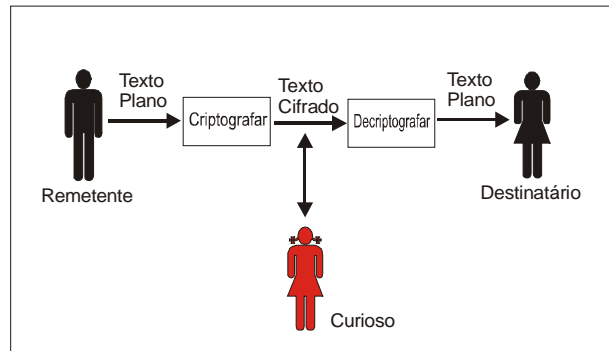 Texto
Plano
Criptografar
Texto
Cifrado
Decriptografar
Texto
Plano
Remetente
Destinatário
Curioso